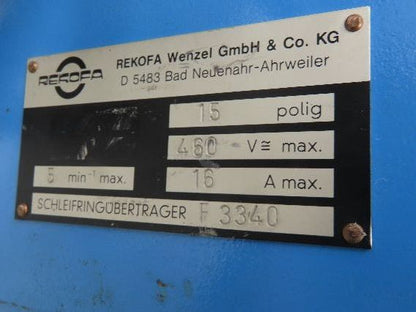 REKOFA
REKOFA Wenzel GmbH & Co. KG
D 5483 Bad Neuenahr-Ahrweiler
15 polig
460 V≅ max.
5 min⁻¹ max. 16 A max.
SCHLEIFRINGÜBERTRAGER F 3340